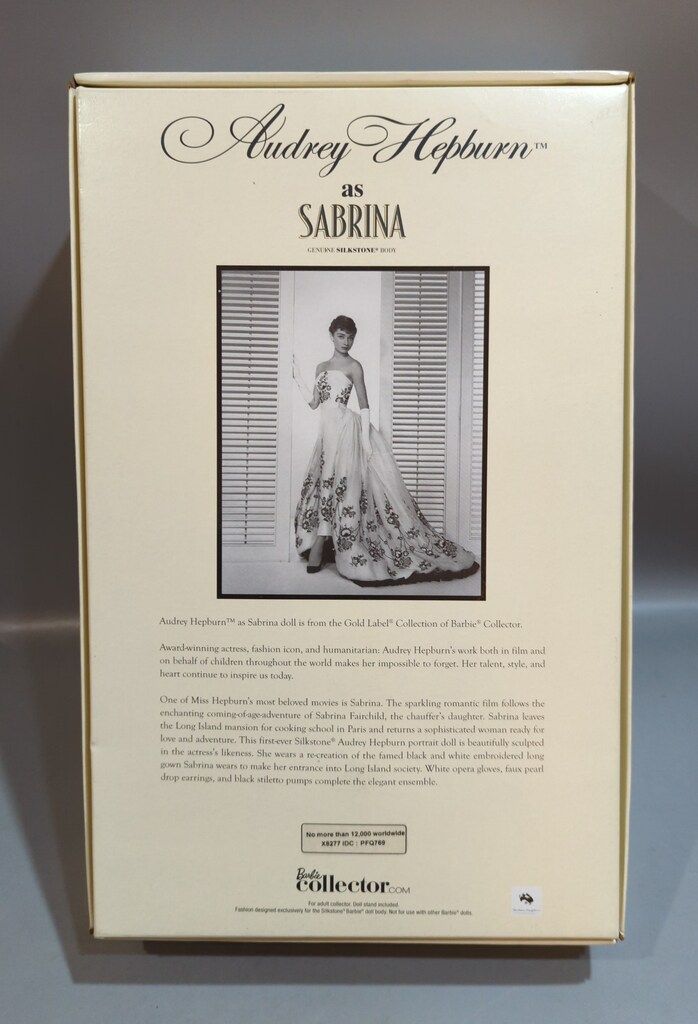 Audrey Hepburn™
as
SABRINA
GENUINE SILKSTONE® BODY
Audrey Hepburn™ as Sabrina doll is from the Gold Label® Collection of Barbie® Collector.
Award-winning actress, fashion icon, and humanitarian: Audrey Hepburn's work both in film and
on behalf of children throughout the world makes her impossible to forget. Her talent, style, and
heart continue to inspire us today.
One of Miss Hepburn's most beloved movies is Sabrina. The sparkling romantic film follows the
enchanting coming-of-age-adventure of Sabrina Fairchild, the chauffer's daughter. Sabrina leaves
the Long Island mansion for cooking school in Paris and returns a sophisticated woman ready for
love and adventure. This first-ever Silkstone® Audrey Hepburn portrait doll is beautifully sculpted
in the actress's likeness. She wears a re-creation of the famed black and white embroidered long
gown Sabrina wears to make her entrance into Long Island society. White opera gloves, faux pearl
drop earrings, and black stiletto pumps complete the elegant ensemble.
No more than 12,000 worldwide
X8277 IDC : PFQ769
Barbie
collector.COM
For adult collector. Doll stand included.
Fashion designed exclusively for the Silkstone® Barbie® doll body. Not for use with other Barbie® dolls.